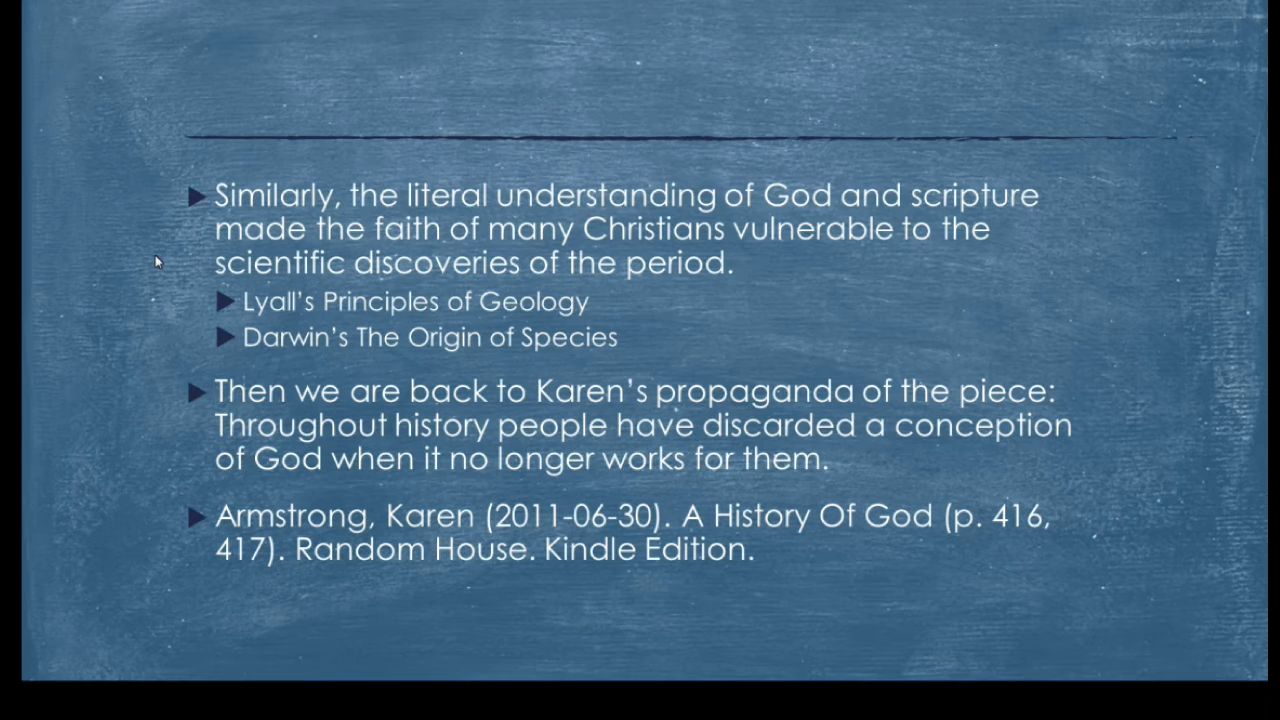 Similarly, the literal understanding of God and scripture
made the faith of many Christians vulnerable to the
scientific discoveries of the period.
Lyall's Principles of Geology
Darwin's The Origin of Species
Then we are back to Karen's propaganda of the piece:
Throughout history people have discarded a conception
of God when it no longer works for them.
Armstrong, Karen (2011-06-30). A History Of God (p. 416,
417). Random House. Kindle Edition.